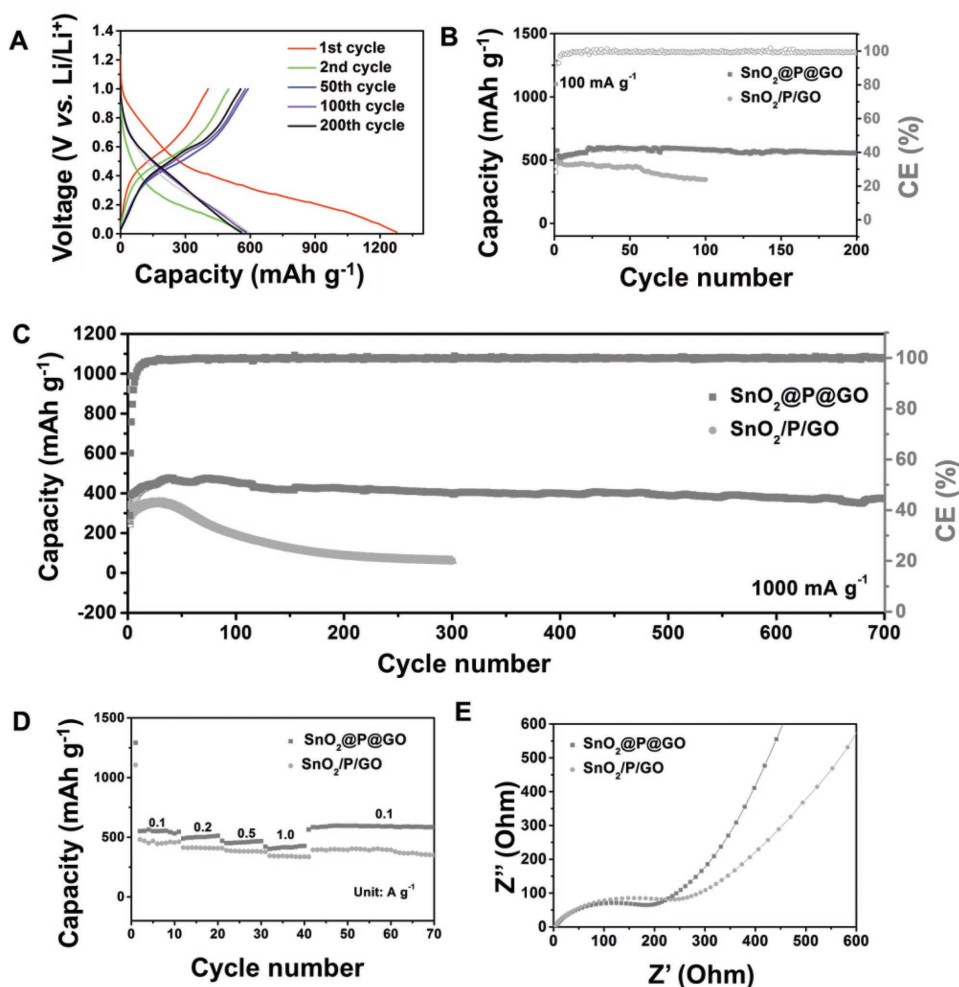 A
Voltage (V vs. Li/Li⁺)
1.4
1.2
1.0
0.8
0.6
0.4
0.2
0.0
1st cycle
2nd cycle
50th cycle
100th cycle
200th cycle
0 300 600 900 1200
Capacity (mAh g⁻¹)
B
Capacity (mAh g⁻¹)
1500
1250
1000
750
500
250
0
100 mA g⁻¹
SnO₂@P@GO
SnO₂/P/GO
100
80
60
40
20
0
CE (%)
0 50 100 150 200
Cycle number
C
Capacity (mAh g⁻¹)
1200
1000
800
600
400
200
0
-200
SnO₂@P@GO
SnO₂/P/GO
1000 mA g⁻¹
100
80
60
40
20
0
CE (%)
0 100 200 300 400 500 600 700
Cycle number
D
Capacity (mAh g⁻¹)
1500
1000
500
0
SnO₂@P@GO
SnO₂/P/GO
0.1 0.2 0.5 1.0 0.1
Unit: A g⁻¹
0 10 20 30 40 50 60 70
Cycle number
E
Z'' (Ohm)
600
500
400
300
200
100
0
SnO₂@P@GO
SnO₂/P/GO
0 100 200 300 400 500 600
Z' (Ohm)